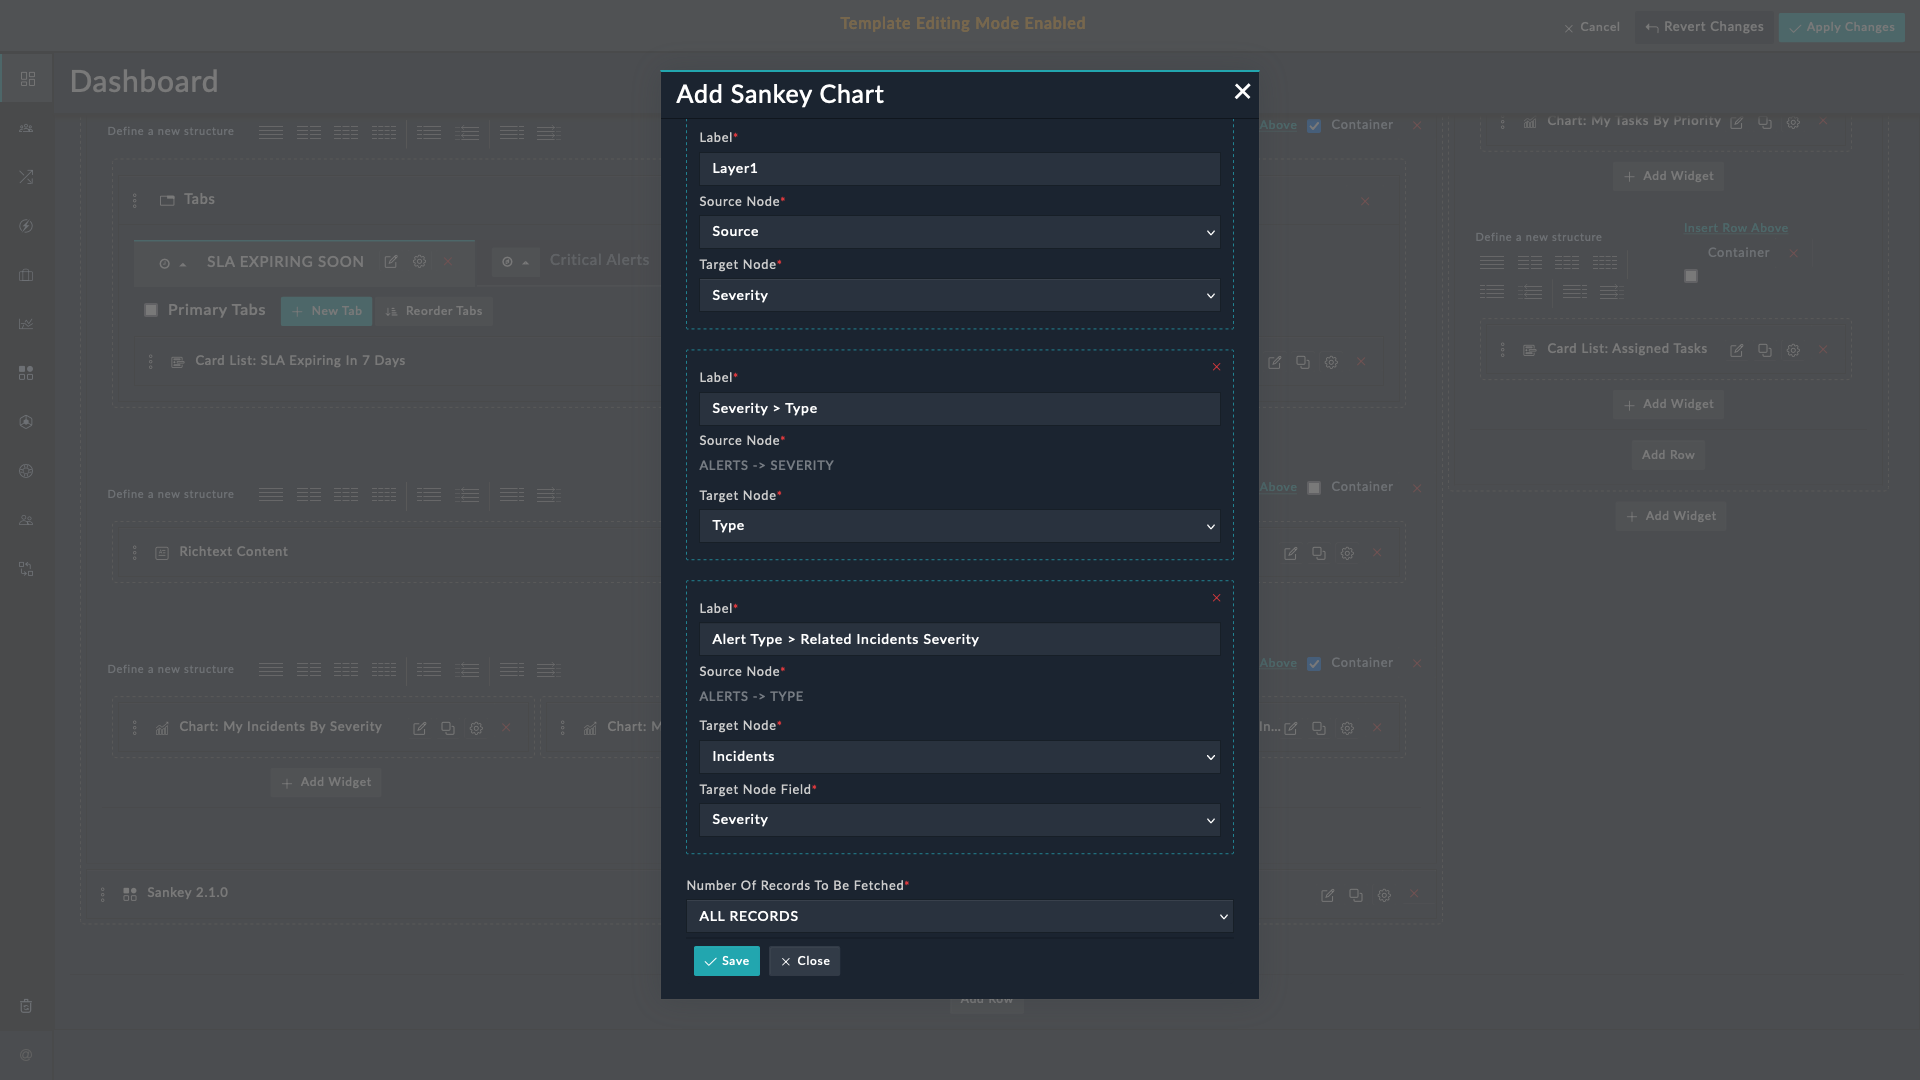 Template Editing Mode Enabled
Cancel
Revert Changes
Apply Changes
Dashboard
Add Sankey Chart
Define a new structure
Above
Container
Chart: My Tasks By Priority
Label*
Layer1
Add Widget
Tabs
Source Node*
Source
Insert Row Above
Define a new structure
Container
SLA EXPIRING SOON
Critical Alerts
Target Node*
Severity
Primary Tabs
New Tab
Reorder Tabs
Card List: SLA Expiring In 7 Days
Card List: Assigned Tasks
Label*
Severity > Type
Add Widget
Source Node*
ALERTS -> SEVERITY
Add Row
Define a new structure
Above
Container
Target Node*
Type
Add Widget
Richtext Content
Label*
Alert Type > Related Incidents Severity
Define a new structure
Above
Container
Source Node*
ALERTS -> TYPE
Chart: My Incidents By Severity
Chart: M
In...
Target Node*
Incidents
Add Widget
Target Node Field*
Severity
Number Of Records To Be Fetched*
ALL RECORDS
Sankey 2.1.0
Save
Close
Add Row
@